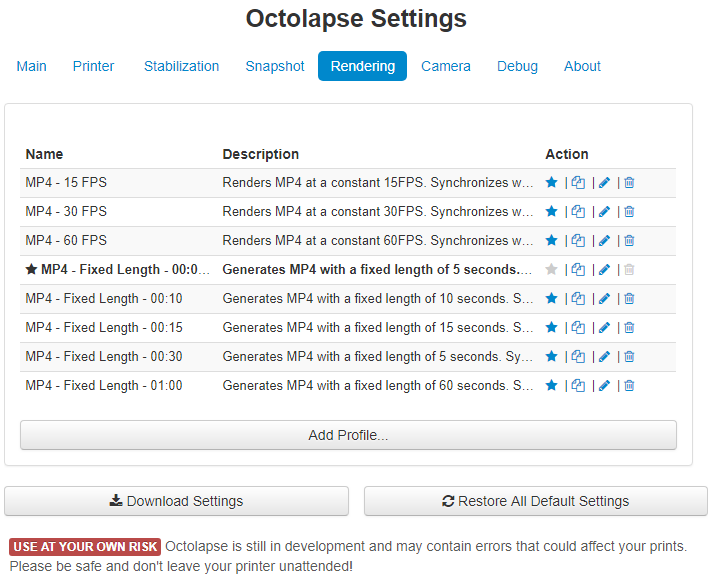 Octolapse Settings
Main Printer Stabilization Snapshot Rendering Camera Debug About
Name Description Action
MP4 - 15 FPS Renders MP4 at a constant 15FPS. Synchronizes w... | | |
MP4 - 30 FPS Renders MP4 at a constant 30FPS. Synchronizes w... | | |
MP4 - 60 FPS Renders MP4 at a constant 60FPS. Synchronizes w... | | |
★ MP4 - Fixed Length - 00:0... Generates MP4 with a fixed length of 5 seconds.... | | |
MP4 - Fixed Length - 00:10 Generates MP4 with a fixed length of 10 seconds. S... | | |
MP4 - Fixed Length - 00:15 Generates MP4 with a fixed length of 15 seconds. S... | | |
MP4 - Fixed Length - 00:30 Generates MP4 with a fixed length of 5 seconds. Sy... | | |
MP4 - Fixed Length - 01:00 Generates MP4 with a fixed length of 60 seconds. S... | | |
Add Profile...
Download Settings Restore All Default Settings
USE AT YOUR OWN RISK Octolapse is still in development and may contain errors that could affect your prints.
Please be safe and don't leave your printer unattended!